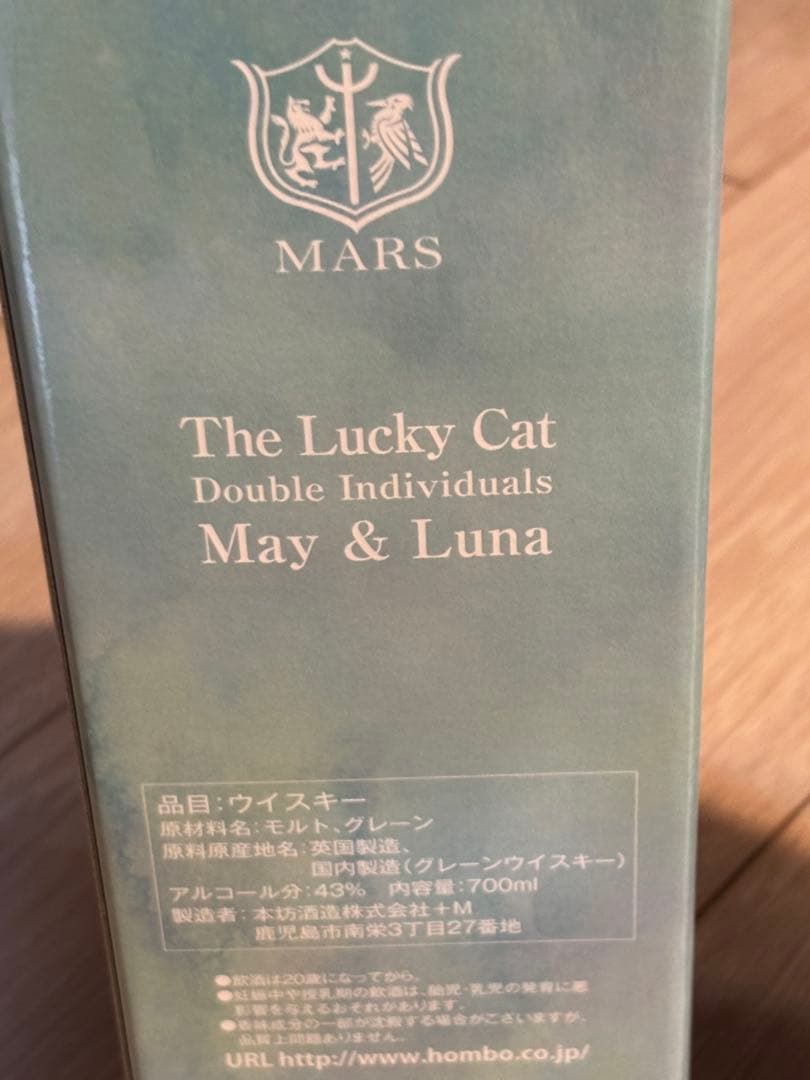 MARS
The Lucky Cat
Double Individuals
May & Luna
品目：ウイスキー
原材料名：モルト、グレーン
原料原産地名：英国製造、
国内製造（グレーンウイスキー）
アルコール分：43%　内容量：700ml
製造者：本坊酒造株式会社＋M
鹿児島市南栄3丁目27番地
●飲酒は20歳になってから。
●妊娠中や授乳期の飲酒は、胎児・乳児の発育に悪
影響を与えるおそれがあります。
●香味成分の一部が沈殿する場合がございますが、
品質上問題ありません。
URL http://www.hombo.co.jp/